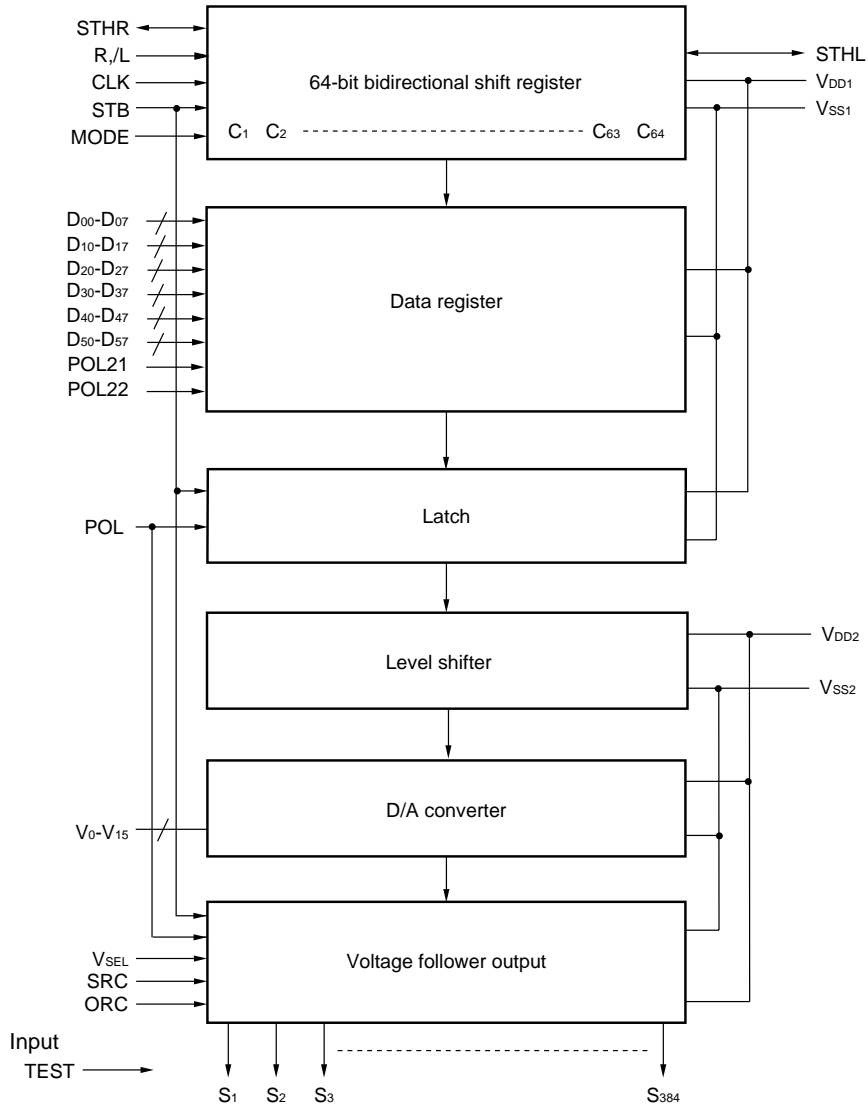 STHR
R,/L
CLK
STB
MODE
64-bit bidirectional shift register
C1 C2 C63 C64
STHL
VDD1
VSS1
D00-D07
D10-D17
D20-D27
D30-D37
D40-D47
D50-D57
POL21
POL22
Data register
POL
Latch
Level shifter
VDD2
VSS2
D/A converter
V0-V15
VSEL
SRC
ORC
Voltage follower output
Input
TEST
S1 S2 S3 S384